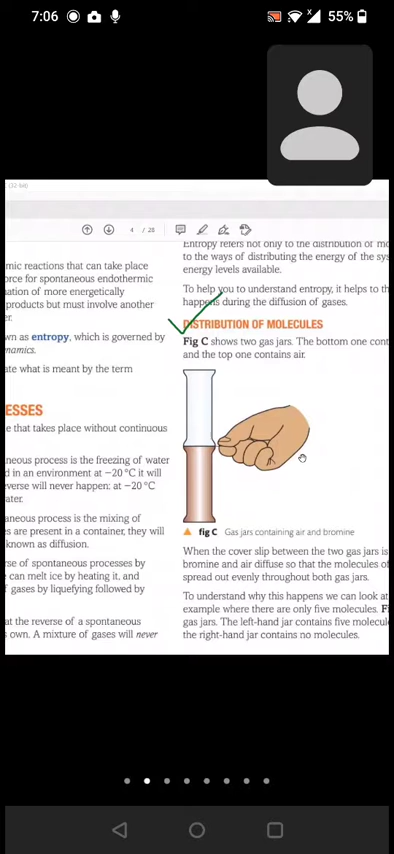 7:06
x
55%
(32-bit)
4 / 28
mic reactions that can take place
orce for spontaneous endothermic
nation of more energetically
products but must involve another
er.
wn as entropy, which is governed by
namics.
ate what is meant by the term
ESSES
e that takes place without continuous
neous process is the freezing of water
d in an environment at −20 °C it will
everse will never happen: at −20 °C
ater.
aneous process is the mixing of
s are present in a container, they will
known as diffusion.
rse of spontaneous processes by
can melt ice by heating it, and
f gases by liquefying followed by
at the reverse of a spontaneous
s own. A mixture of gases will never
Entropy refers not only to the distribution of mo
to the ways of distributing the energy of the sys
energy levels available.
To help you to understand entropy, it helps to th
happens during the diffusion of gases.
DISTRIBUTION OF MOLECULES
Fig C shows two gas jars. The bottom one cont
and the top one contains air.
fig C Gas jars containing air and bromine
When the cover slip between the two gas jars is
bromine and air diffuse so that the molecules o
spread out evenly throughout both gas jars.
To understand why this happens we can look at
example where there are only five molecules. F
gas jars. The left-hand jar contains five molecul
the right-hand jar contains no molecules.